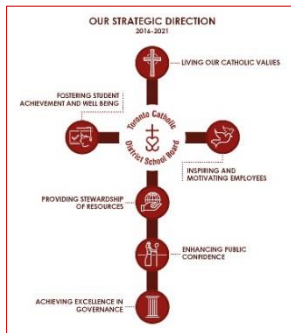 OUR STRATEGIC DIRECTION
2016-2021
LIVING OUR CATHOLIC VALUES
FOSTERING STUDENT
ACHIEVEMENT AND WELL BEING
Toronto Catholic
District School Board
INSPIRING AND
MOTIVATING EMPLOYEES
PROVIDING STEWARDSHIP
OF RESOURCES
ENHANCING PUBLIC
CONFIDENCE
ACHIEVING EXCELLENCE IN
GOVERNANCE